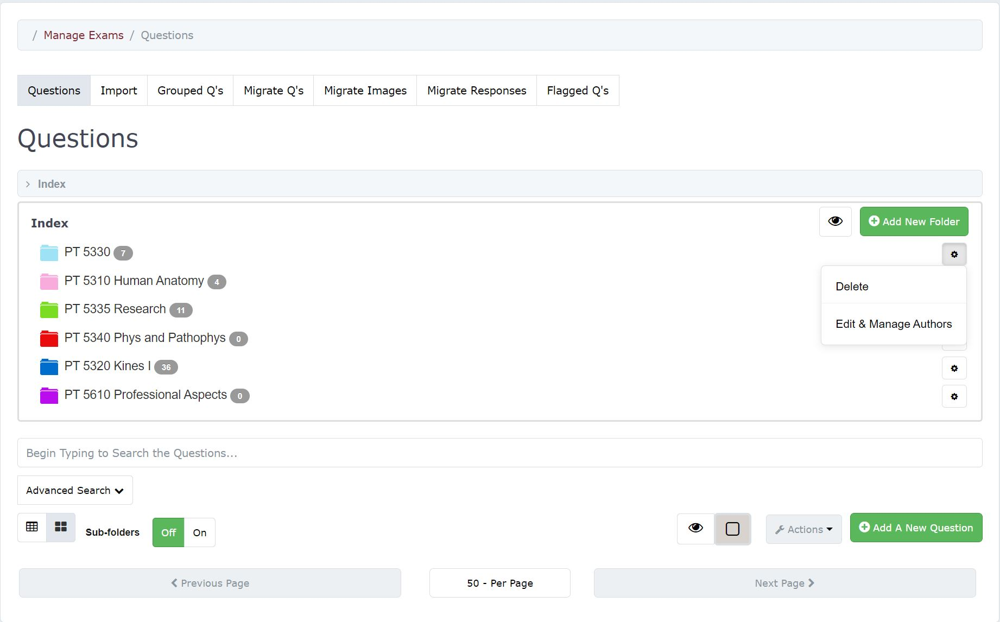 / Manage Exams / Questions
Questions Import Grouped Q's Migrate Q's Migrate Images Migrate Responses Flagged Q's
Questions
Index
Index
Add New Folder
PT 5330 7
PT 5310 Human Anatomy 4
Delete
PT 5335 Research 11
Edit & Manage Authors
PT 5340 Phys and Pathophys 0
PT 5320 Kines I 36
PT 5610 Professional Aspects 0
Begin Typing to Search the Questions...
Advanced Search
Sub-folders Off On Actions Add A New Question
Previous Page 50 - Per Page Next Page